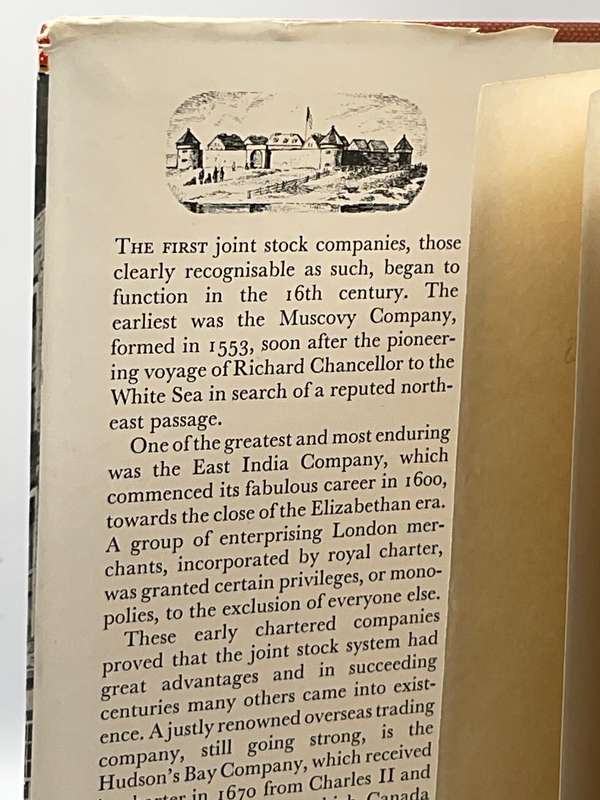 THE FIRST joint stock companies, those
clearly recognisable as such, began to
function in the 16th century. The
earliest was the Muscovy Company,
formed in 1553, soon after the pioneer-
ing voyage of Richard Chancellor to the
White Sea in search of a reputed north-
east passage.
One of the greatest and most enduring
was the East India Company, which
commenced its fabulous career in 1600,
towards the close of the Elizabethan era.
A group of enterprising London mer-
chants, incorporated by royal charter,
was granted certain privileges, or mono-
polies, to the exclusion of everyone else.
These early chartered companies
proved that the joint stock system had
great advantages and in succeeding
centuries many others came into exist-
ence. A justly renowned overseas trading
company, still going strong, is the
Hudson's Bay Company, which received
charter in 1670 from Charles II and
which Canada